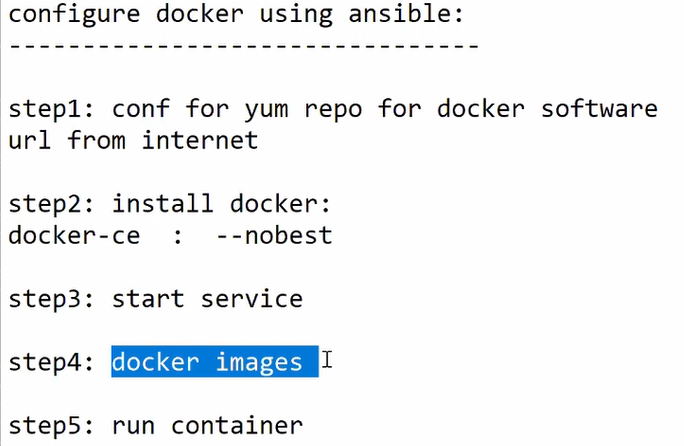 configure docker using ansible:
--------------------------------
step1: conf for yum repo for docker software
url from internet
step2: install docker:
docker-ce  :  --nobest
step3: start service
step4: docker images
step5: run container